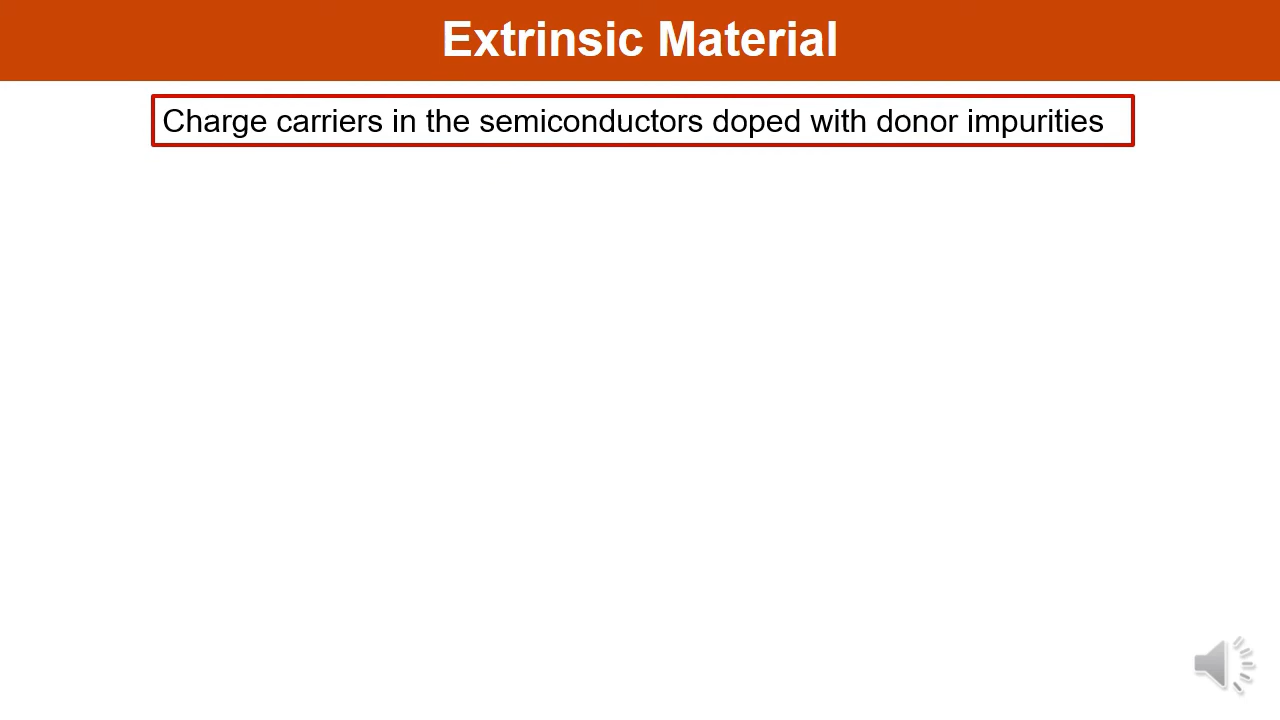 Extrinsic Material
Charge carriers in the semiconductors doped with donor impurities